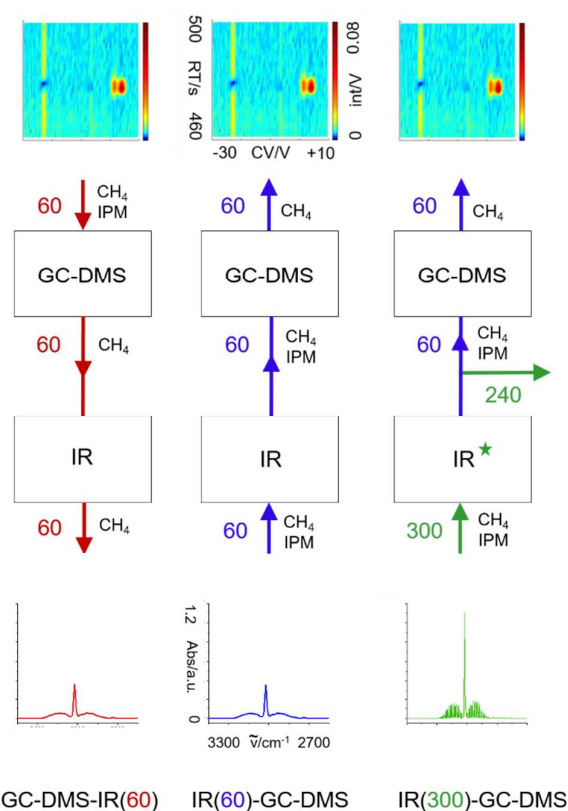 500 RT/s 460
0.08 Int/V 0
-30 CV/V +10
60 CH₄
IPM
60 CH₄
60 CH₄
GC-DMS
GC-DMS
GC-DMS
60 CH₄
60 CH₄
IPM
60 CH₄
IPM
240
IR
IR
IR★
60 CH₄
60 CH₄
IPM
300 CH₄
IPM
1.2 Abs/a.u. 0
3300 ṽ/cm⁻¹ 2700
GC-DMS-IR(60) IR(60)-GC-DMS IR(300)-GC-DMS